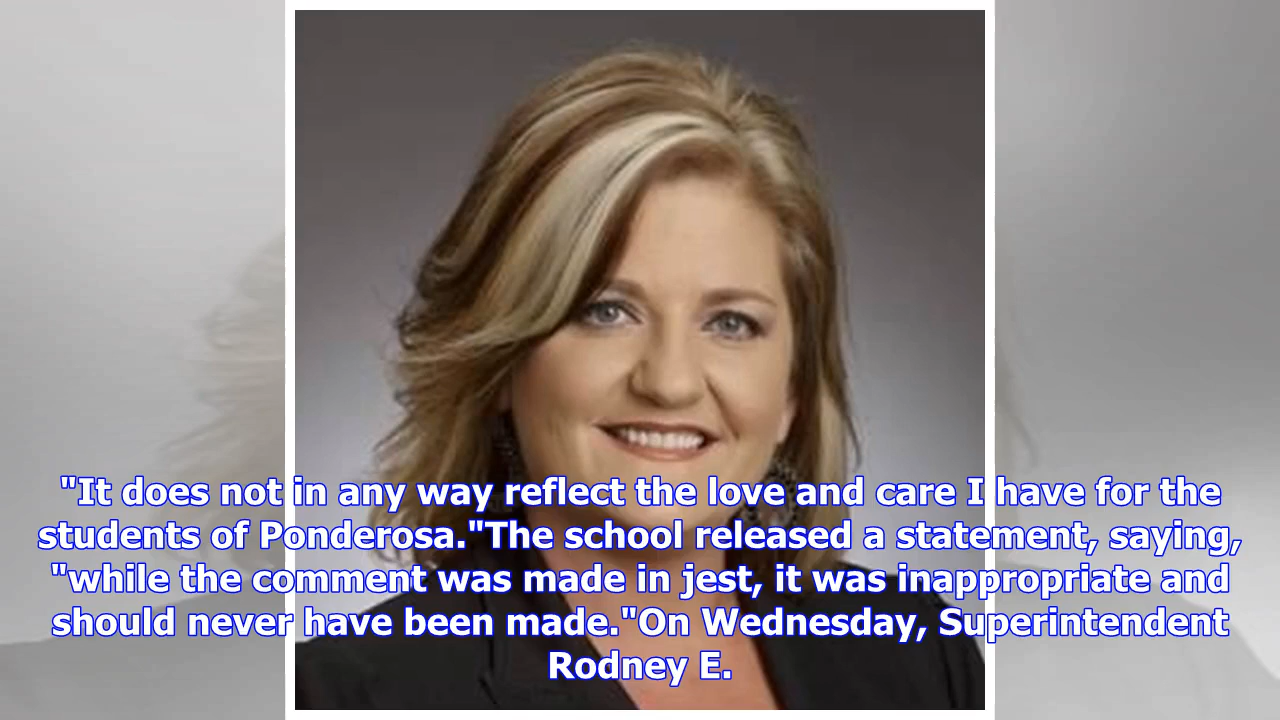 "It does not in any way reflect the love and care I have for the
students of Ponderosa."The school released a statement, saying,
"while the comment was made in jest, it was inappropriate and
should never have been made."On Wednesday, Superintendent
Rodney E.